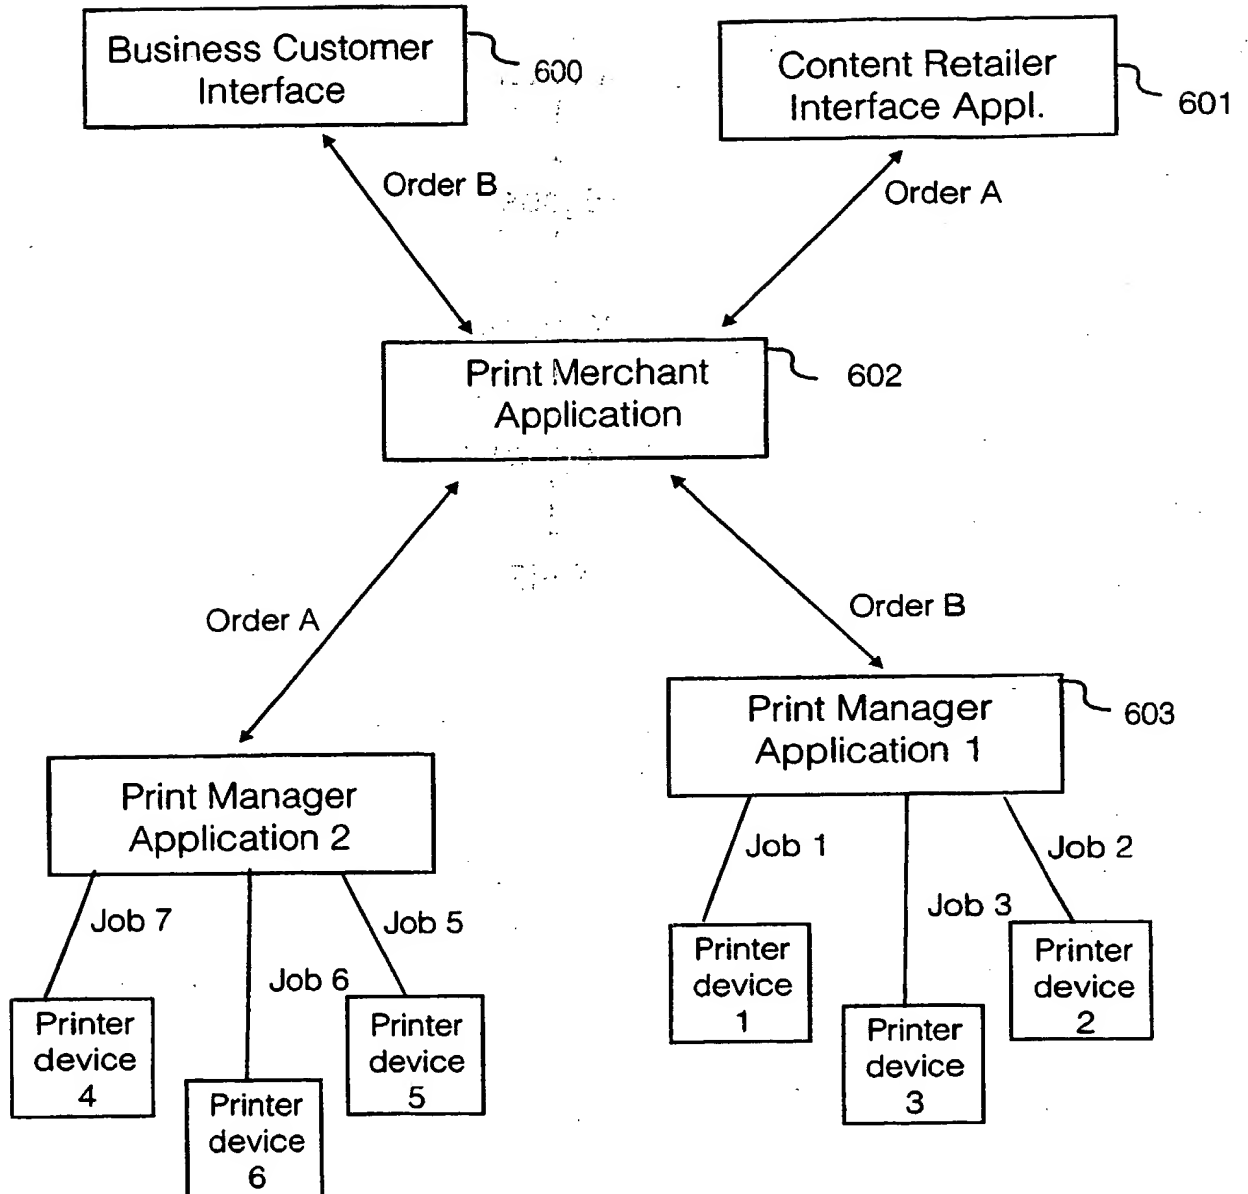 Business Customer
Interface
600
Content Retailer
Interface Appl.
601
Order B
Order A
Print Merchant
Application
602
Order A
Order B
Print Manager
Application 1
603
Print Manager
Application 2
Job 1
Job 2
Job 3
Job 7
Job 5
Job 6
Printer
device
1
Printer
device
2
Printer
device
3
Printer
device
4
Printer
device
5
Printer
device
6